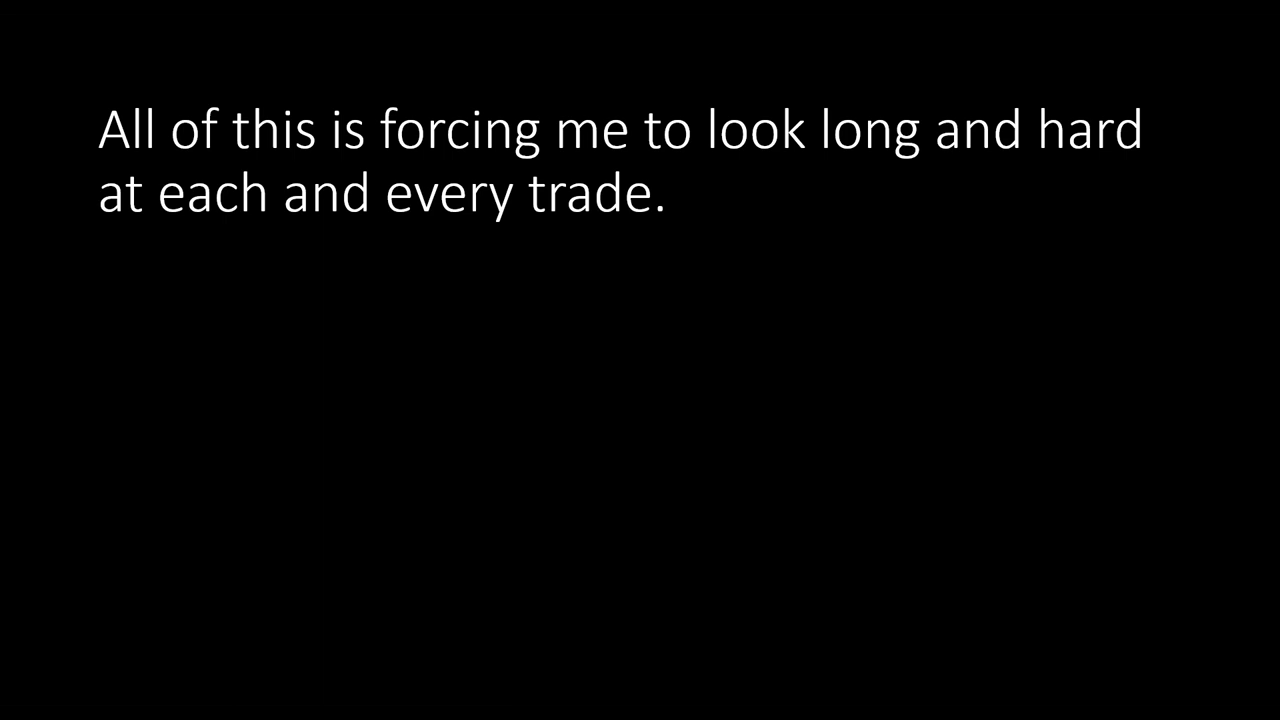 All of this is forcing me to look long and hard
at each and every trade.